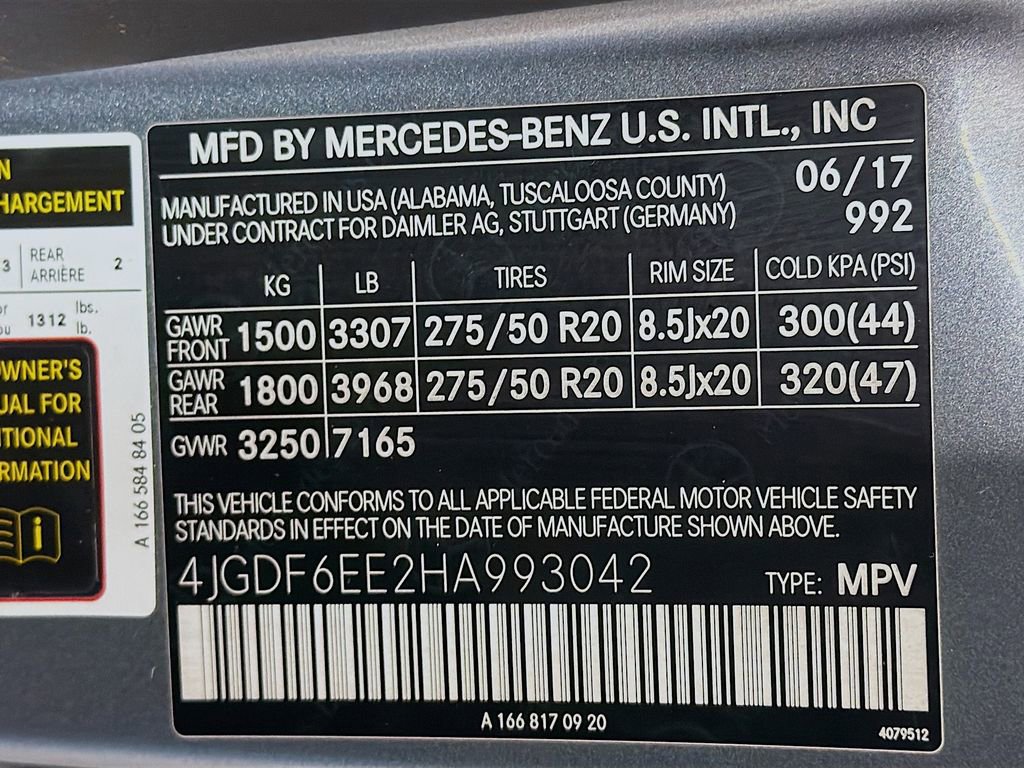 N
HARGEMENT
3 REAR ARRIÈRE 2
1312 lbs. lb.
OWNER'S
UAL FOR
ITIONAL
ORMATION
A 166 584 84 05
MFD BY MERCEDES-BENZ U.S. INTL., INC
MANUFACTURED IN USA (ALABAMA, TUSCALOOSA COUNTY) 06/17
UNDER CONTRACT FOR DAIMLER AG, STUTTGART (GERMANY) 992
KG LB TIRES RIM SIZE COLD KPA (PSI)
GAWR FRONT 1500 3307 275/50 R20 8.5Jx20 300(44)
GAWR REAR 1800 3968 275/50 R20 8.5Jx20 320(47)
GVWR 3250 7165
THIS VEHICLE CONFORMS TO ALL APPLICABLE FEDERAL MOTOR VEHICLE SAFETY
STANDARDS IN EFFECT ON THE DATE OF MANUFACTURE SHOWN ABOVE.
4JGDF6EE2HA993042 TYPE: MPV
A 166 817 09 20
4079512